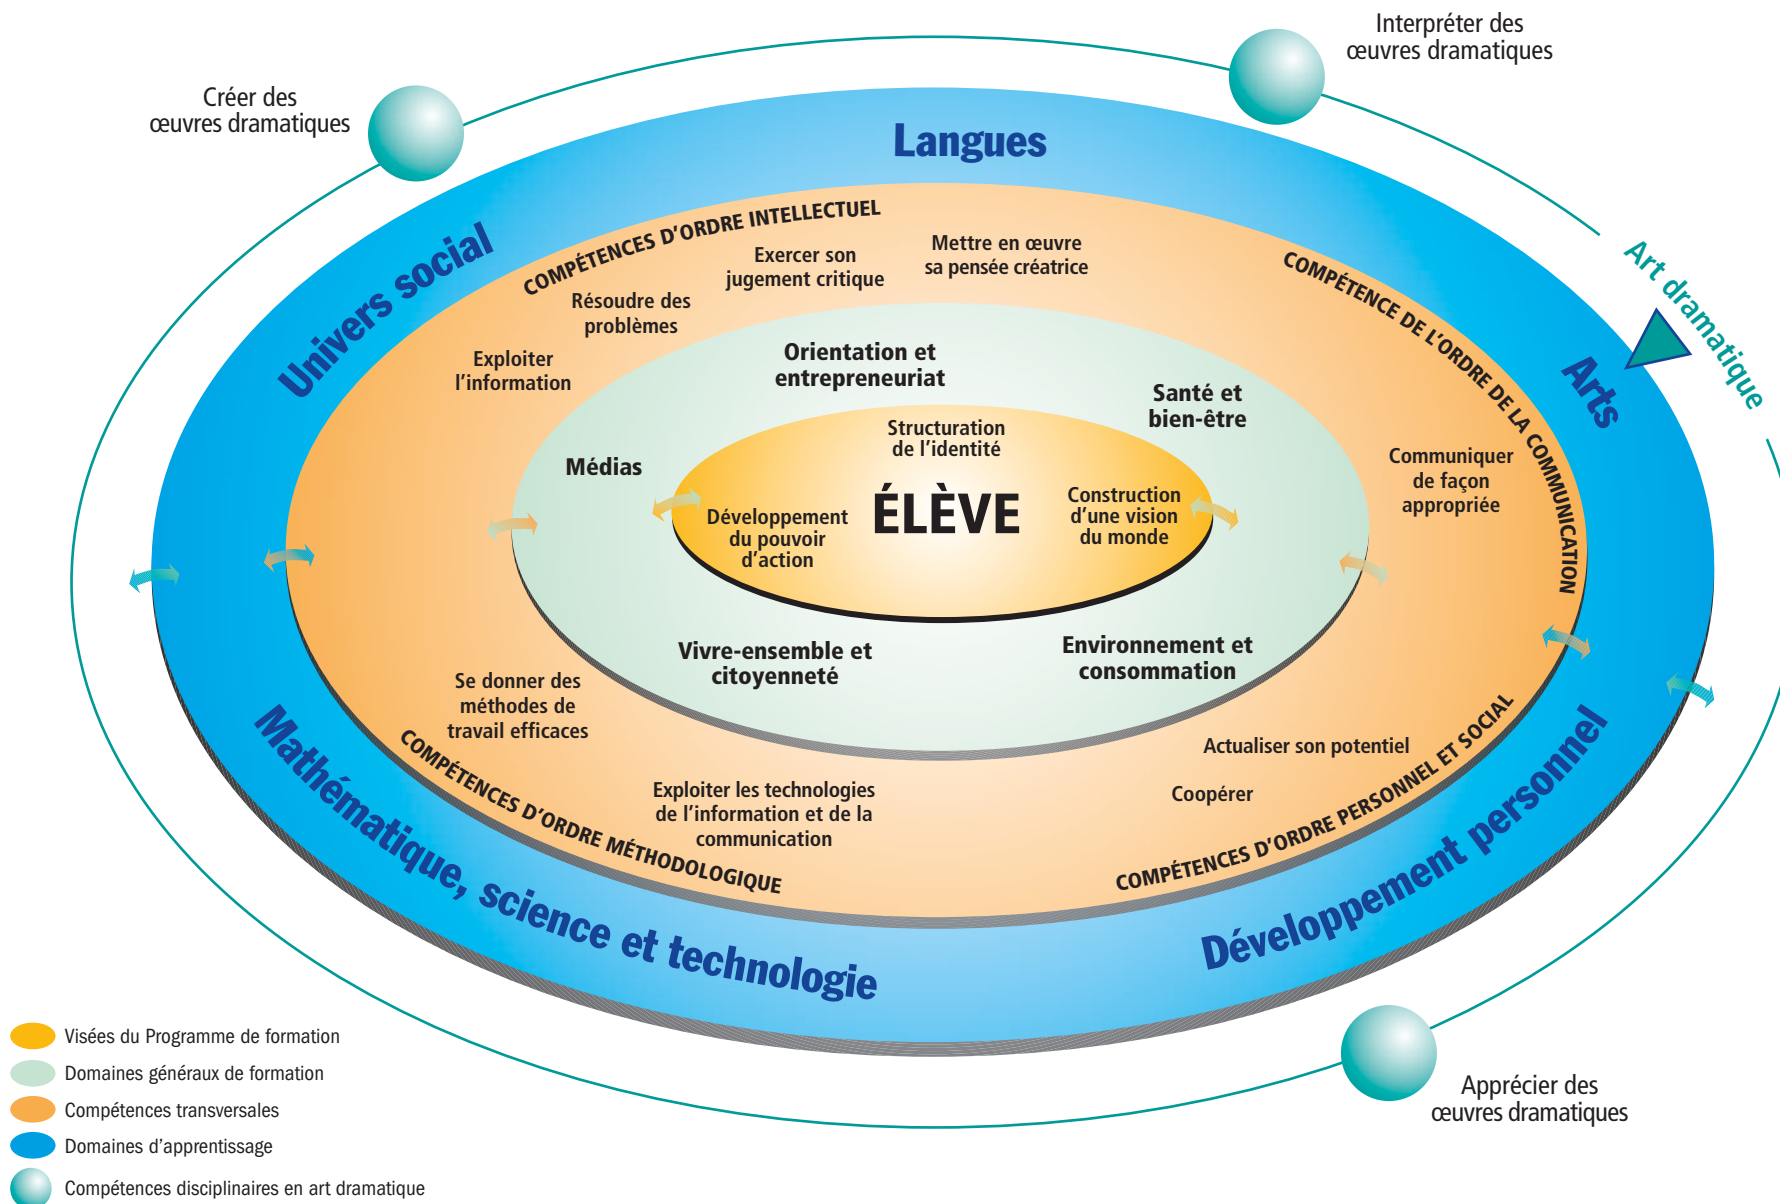 Interpréter des
œuvres dramatiques
Créer des
œuvres dramatiques
Langues
Univers social
Arts
Art dramatique
COMPÉTENCES D'ORDRE INTELLECTUEL
Exploiter
l'information
Résoudre des
problèmes
Exercer son
jugement critique
Mettre en œuvre
sa pensée créatrice
COMPÉTENCE DE L'ORDRE DE LA COMMUNICATION
Communiquer
de façon
appropriée
Orientation et
entrepreneuriat
Santé et
bien-être
Médias
Structuration
de l'identité
ÉLÈVE
Développement
du pouvoir
d'action
Construction
d'une vision
du monde
Vivre-ensemble et
citoyenneté
Environnement et
consommation
Se donner des
méthodes de
travail efficaces
Exploiter les technologies
de l'information et de la
communication
COMPÉTENCES D'ORDRE MÉTHODOLOGIQUE
Actualiser son potentiel
Coopérer
COMPÉTENCES D'ORDRE PERSONNEL ET SOCIAL
Mathématique, science et technologie
Développement personnel
Apprécier des
œuvres dramatiques
Visées du Programme de formation
Domaines généraux de formation
Compétences transversales
Domaines d'apprentissage
Compétences disciplinaires en art dramatique